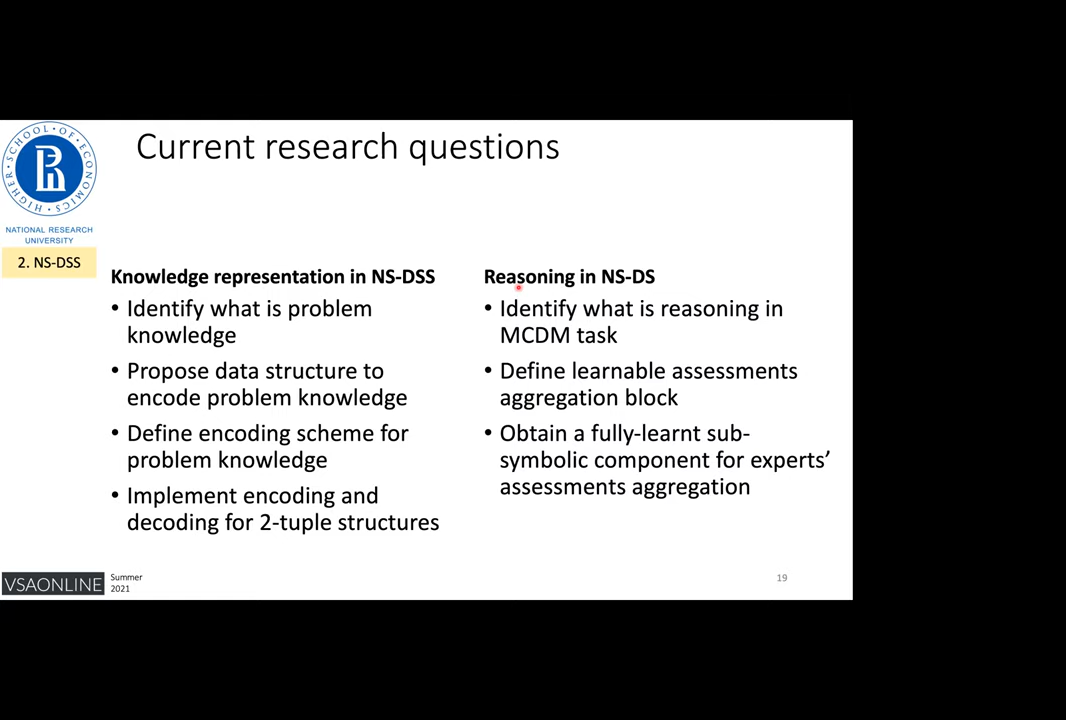 Current research questions
HIGHER · SCHOOL · OF · ECONOMICS
NATIONAL RESEARCH
UNIVERSITY
2. NS-DSS
Knowledge representation in NS-DSS
• Identify what is problem
knowledge
• Propose data structure to
encode problem knowledge
• Define encoding scheme for
problem knowledge
• Implement encoding and
decoding for 2-tuple structures
Reasoning in NS-DS
• Identify what is reasoning in
MCDM task
• Define learnable assessments
aggregation block
• Obtain a fully-learnt sub-
symbolic component for experts’
assessments aggregation
VSAONLINE
Summer
2021
19